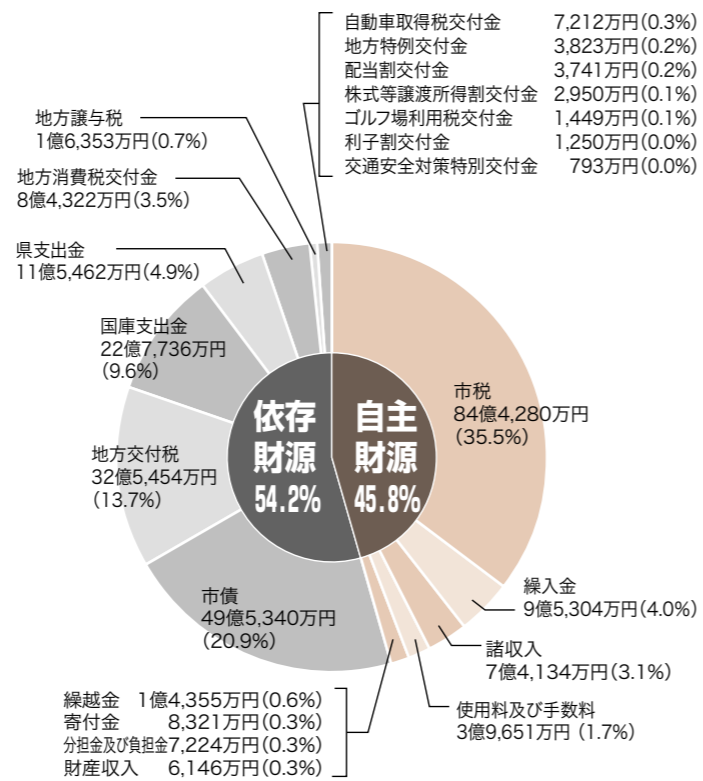 自動車取得税交付金 7,212万円(0.3%)
地方特例交付金 3,823万円(0.2%)
配当割交付金 3,741万円(0.2%)
株式等譲渡所得割交付金 2,950万円(0.1%)
ゴルフ場利用税交付金 1,449万円(0.1%)
利子割交付金 1,250万円(0.0%)
交通安全対策特別交付金 793万円(0.0%)
地方譲与税
1億6,353万円(0.7%)
地方消費税交付金
8億4,322万円(3.5%)
県支出金
11億5,462万円(4.9%)
国庫支出金
22億7,736万円
(9.6%)
地方交付税
32億5,454万円
(13.7%)
市債
49億5,340万円
(20.9%)
依存
財源
54.2%
自主
財源
45.8%
市税
84億4,280万円
(35.5%)
繰入金
9億5,304万円(4.0%)
諸収入
7億4,134万円(3.1%)
使用料及び手数料
3億9,651万円 (1.7%)
繰越金 1億4,355万円(0.6%)
寄付金 8,321万円(0.3%)
分担金及び負担金7,224万円(0.3%)
財産収入 6,146万円(0.3%)